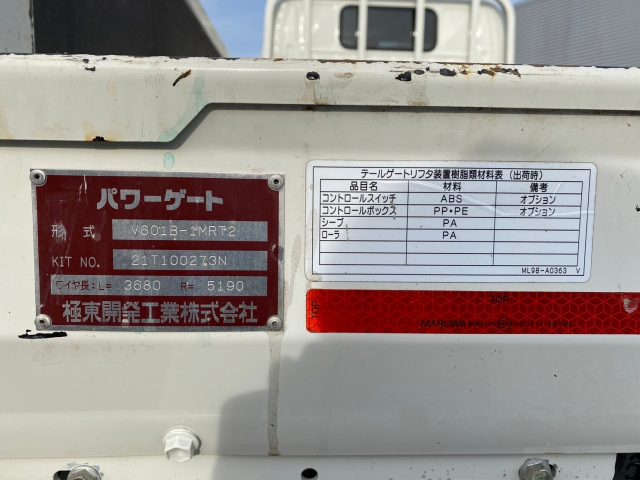 パワーゲート
形式 V601B-1MRT2
KIT NO. 21T100273N
ワイヤ長: L= 3680 R= 5190
極東開発工業株式会社
テールゲートリフタ装置樹脂類材料表 (出荷時)
品目名 材料 備考
コントロールスイッチ ABS オプション
コントロールボックス PP・PE オプション
シーブ PA
ローラ PA
ML98-A0363 V
MARUWA